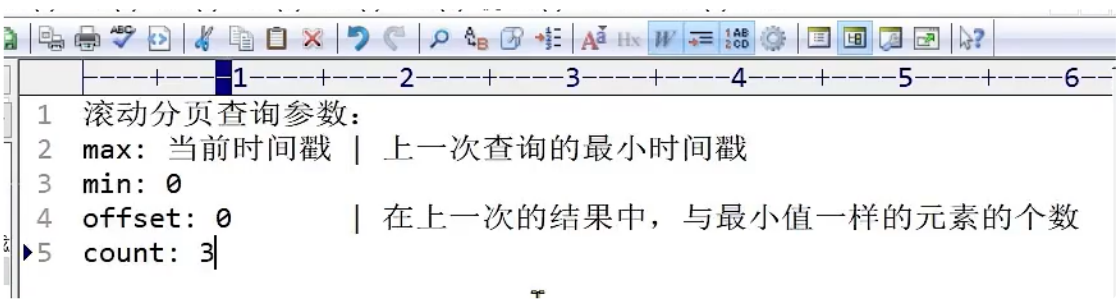 ----+----1----+----2----+----3----+----4----+----5----+----6--
1 滚动分页查询参数:
2 max: 当前时间戳 | 上一次查询的最小时间戳
3 min: 0
4 offset: 0 | 在上一次的结果中，与最小值一样的元素的个数
5 count: 3